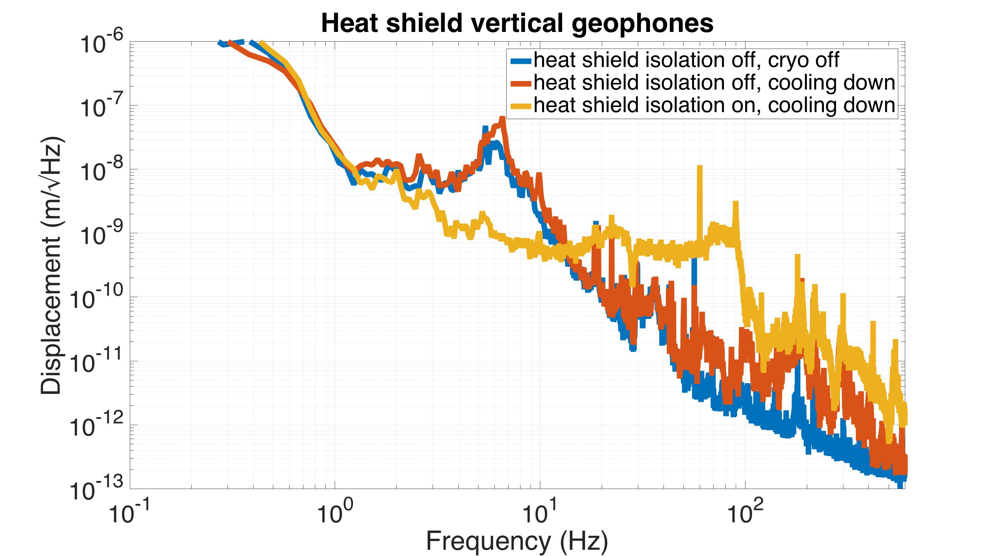 Heat shield vertical geophones
heat shield isolation off, cryo off
heat shield isolation off, cooling down
heat shield isolation on, cooling down
Displacement (m/√Hz)
10-6
10-7
10-8
10-9
10-10
10-11
10-12
10-13
10-1 100 101 102
Frequency (Hz)